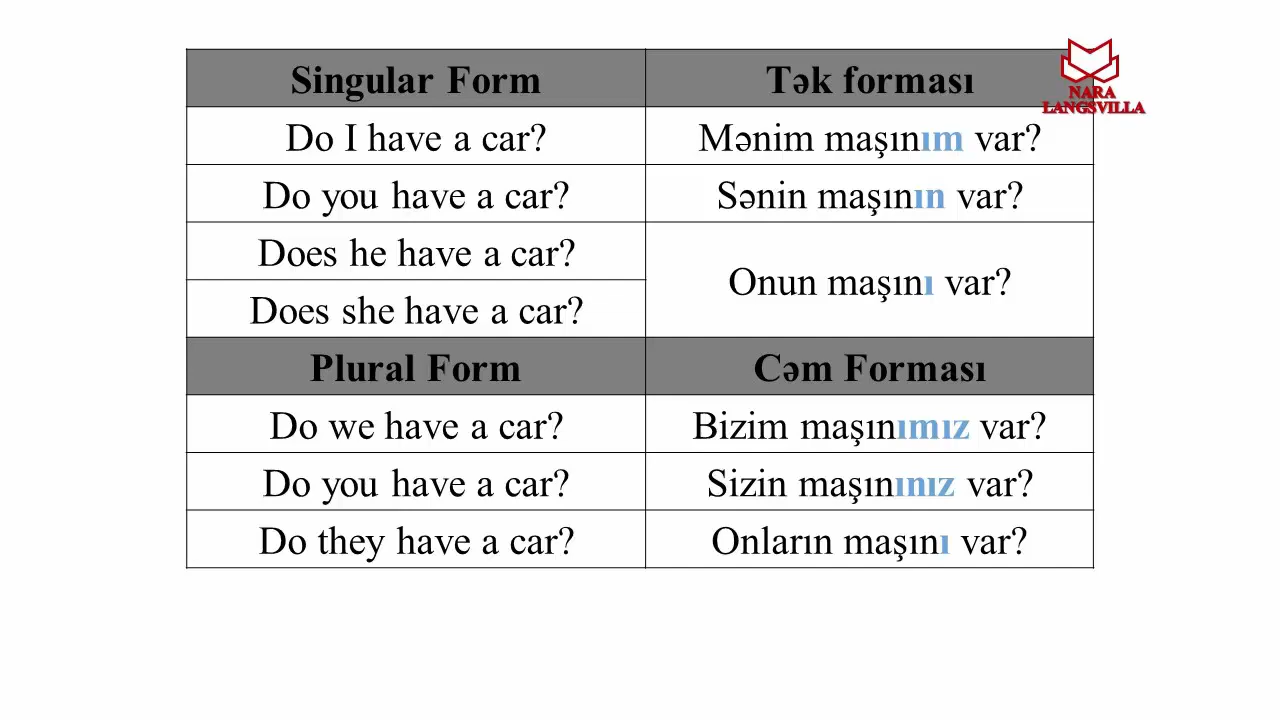 Singular Form Tək forması
NARA
LANGSVILLA
Do I have a car? Mənim maşınım var?
Do you have a car? Sənin maşının var?
Does he have a car?
Onun maşını var?
Does she have a car?
Plural Form Cəm Forması
Do we have a car? Bizim maşınımız var?
Do you have a car? Sizin maşınınız var?
Do they have a car? Onların maşını var?